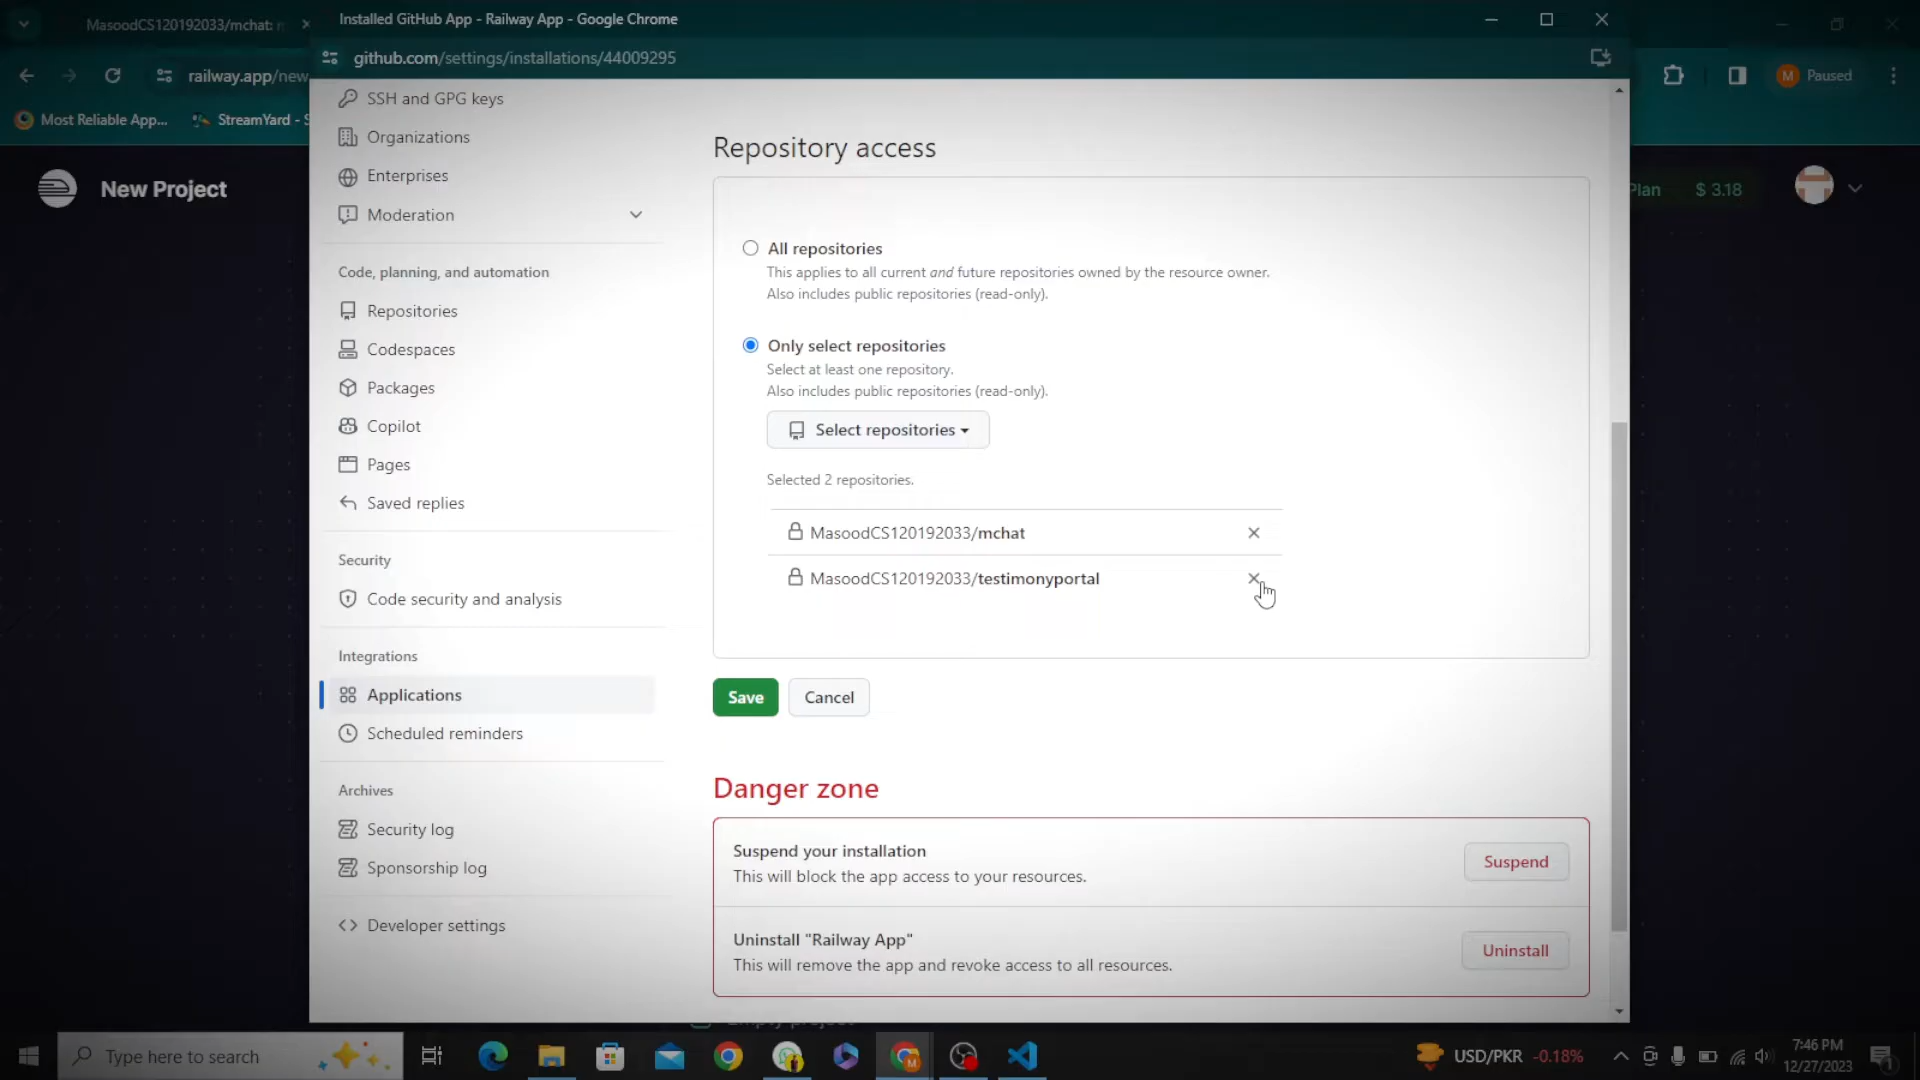 MasoodCS120192033/mchat:
Installed GitHub App - Railway App - Google Chrome
railway.app/new
github.com/settings/installations/44009295
M Paused
Most Reliable App...
StreamYard - S
New Project
Plan
$ 3.18
SSH and GPG keys
Organizations
Enterprises
Moderation
Code, planning, and automation
Repositories
Codespaces
Packages
Copilot
Pages
Saved replies
Security
Code security and analysis
Integrations
Applications
Scheduled reminders
Archives
Security log
Sponsorship log
Developer settings
Repository access
All repositories
This applies to all current and future repositories owned by the resource owner.
Also includes public repositories (read-only).
Only select repositories
Select at least one repository.
Also includes public repositories (read-only).
Select repositories
Selected 2 repositories.
MasoodCS120192033/mchat
MasoodCS120192033/testimonyportal
Save
Cancel
Danger zone
Suspend your installation
This will block the app access to your resources.
Suspend
Uninstall "Railway App"
This will remove the app and revoke access to all resources.
Uninstall
Type here to search
USD/PKR -0.18%
7:46 PM
12/27/2023